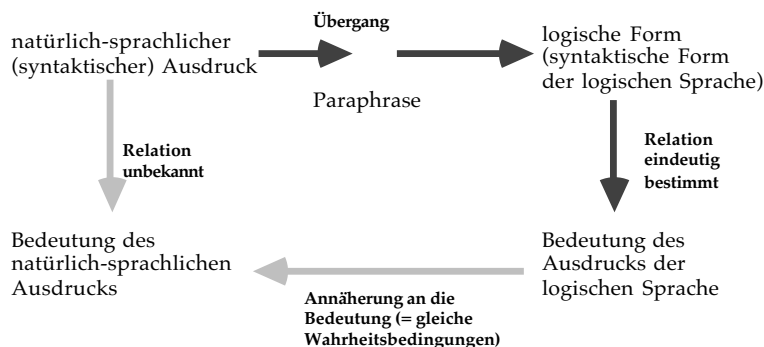 Übergang
natürlich-sprachlicher
(syntaktischer) Ausdruck
Paraphrase
logische Form
(syntaktische Form
der logischen Sprache)
Relation
unbekannt
Relation
eindeutig
bestimmt
Bedeutung des
natürlich-sprachlichen
Ausdrucks
Bedeutung des
Ausdrucks der
logischen Sprache
Annäherung an die
Bedeutung (= gleiche
Wahrheitsbedingungen)